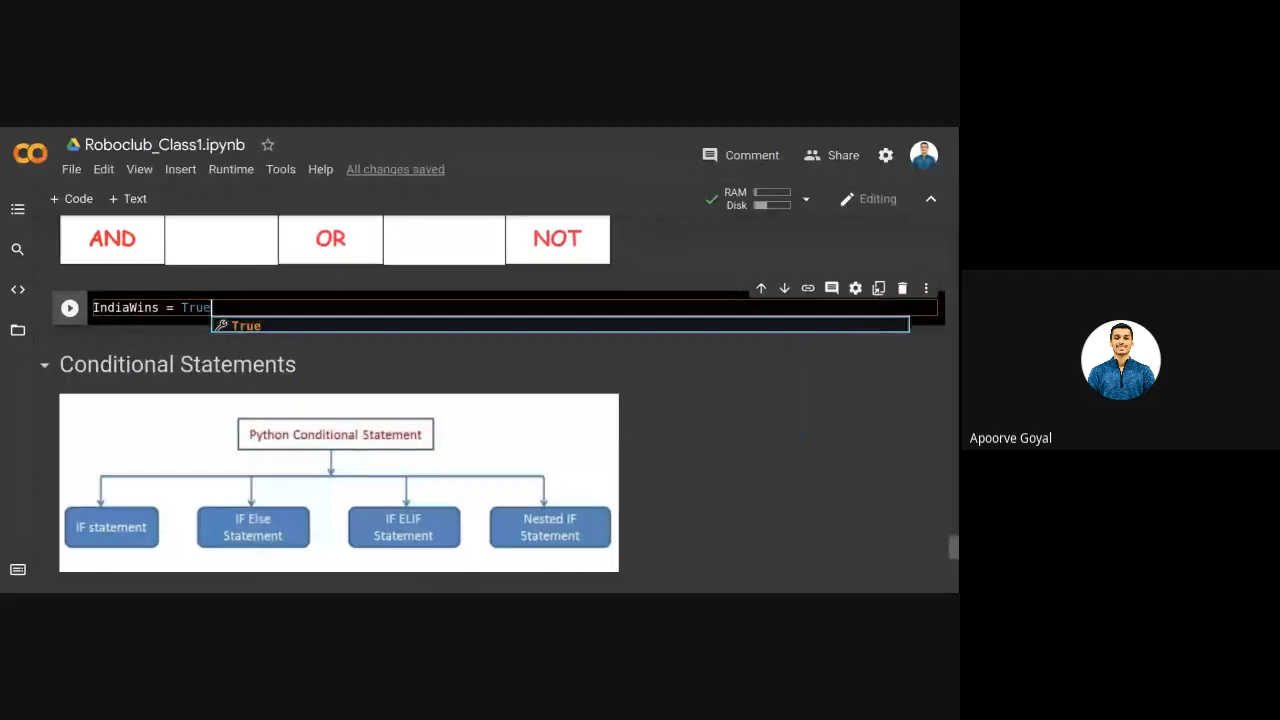 Roboclub_Class1.ipynb
File Edit View Insert Runtime Tools Help All changes saved
Comment Share
+ Code + Text
RAM
Disk
Editing
AND OR NOT
IndiaWins = True
True
Conditional Statements
Python Conditional Statement
IF statement
IF Else
Statement
IF ELIF
Statement
Nested IF
Statement
Apoorve Goyal